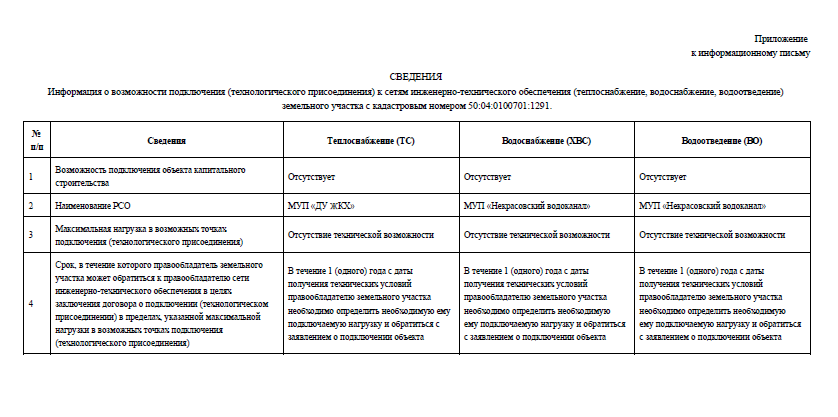 Приложение
к информационному письму
СВЕДЕНИЯ
Информация о возможности подключения (технологического присоединения) к сетям инженерно-технического обеспечения (теплоснабжение, водоснабжение, водоотведение)
земельного участка с кадастровым номером 50:04:0100701:1291.
№
п/п
Сведения
Теплоснабжение (ТС)
Водоснабжение (ХВС)
Водоотведение (ВО)
1
Возможность подключения объекта капитального
строительства
Отсутствует
Отсутствует
Отсутствует
2
Наименование РСО
МУП «ДУ ЖКХ»
МУП «Некрасовский водоканал»
МУП «Некрасовский водоканал»
3
Максимальная нагрузка в возможных точках
подключения (технологического присоединения)
Отсутствие технической возможности
Отсутствие технической возможности
Отсутствие технической возможности
4
Срок, в течение которого правообладатель земельного
участка может обратиться к правообладателю сети
инженерно-технического обеспечения в целях
заключения договора о подключении (технологическом
присоединении) в пределах, указанной максимальной
нагрузки в возможных точках подключения
(технологического присоединения)
В течение 1 (одного) года с даты
получения технических условий
правообладателю земельного участка
необходимо определить необходимую ему
подключаемую нагрузку и обратиться с
заявлением о подключении объекта
В течение 1 (одного) года с даты
получения технических условий
правообладателю земельного участка
необходимо определить необходимую
ему подключаемую нагрузку и обратиться
с заявлением о подключении объекта
В течение 1 (одного) года с даты
получения технических условий
правообладателю земельного участка
необходимо определить необходимую
ему подключаемую нагрузку и обратиться
с заявлением о подключении объекта